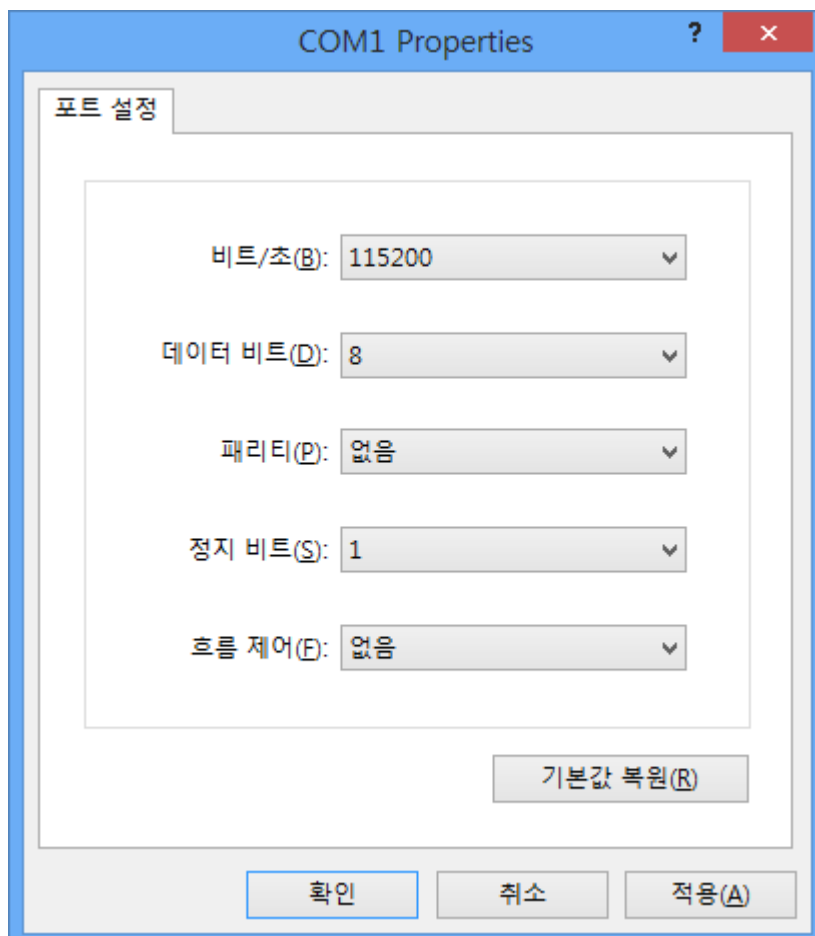 COM1 Properties
?
포트 설정
비트/초(B): 115200
데이터 비트(D): 8
패리티(P): 없음
정지 비트(S): 1
흐름 제어(F): 없음
기본값 복원(R)
확인 취소 적용(A)